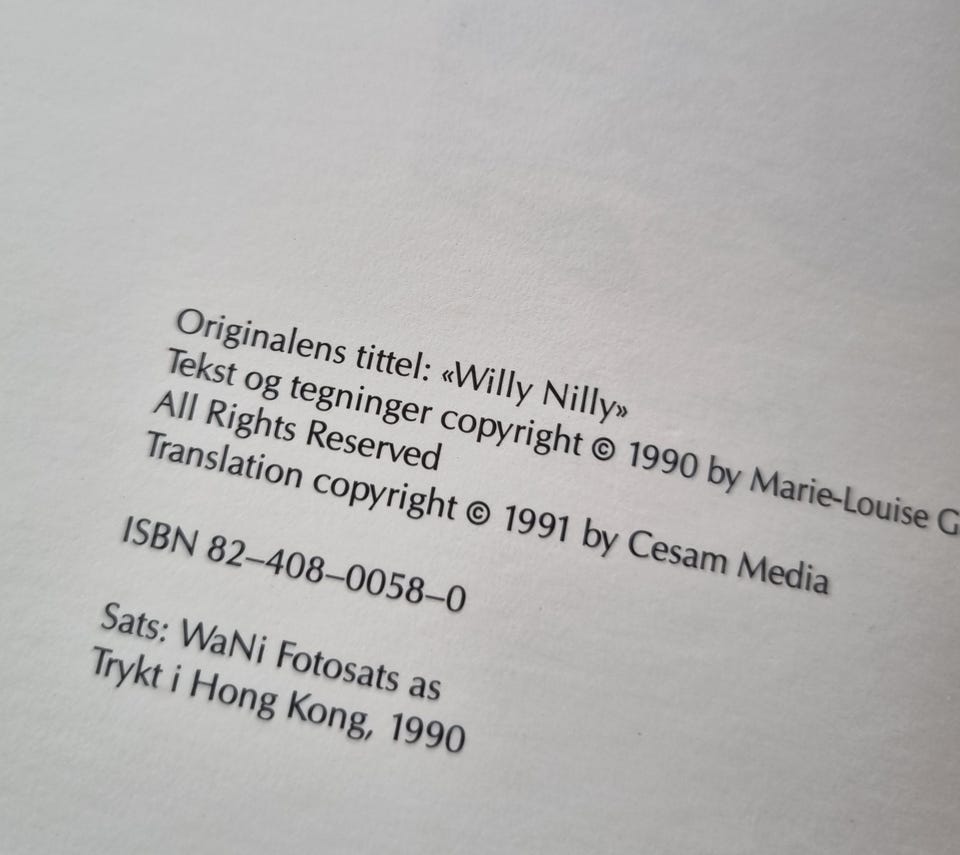 Originalens tittel: «Willy Nilly»
Tekst og tegninger copyright © 1990 by Marie-Louise G
All Rights Reserved
Translation copyright © 1991 by Cesam Media
ISBN 82–408–0058–0
Sats: WaNi Fotosats as
Trykt i Hong Kong, 1990